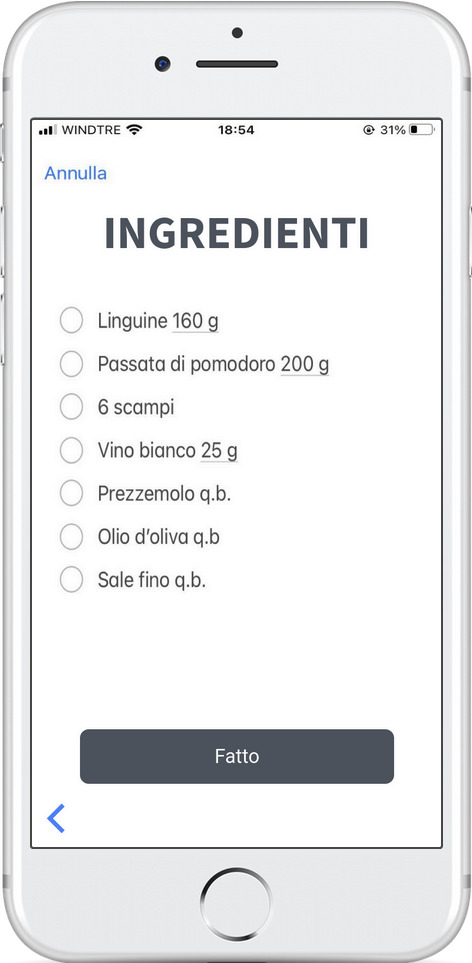 WINDTRE 18:54 31%
Annulla
INGREDIENTI
Linguine 160 g
Passata di pomodoro 200 g
6 scampi
Vino bianco 25 g
Prezzemolo q.b.
Olio d'oliva q.b
Sale fino q.b.
Fatto